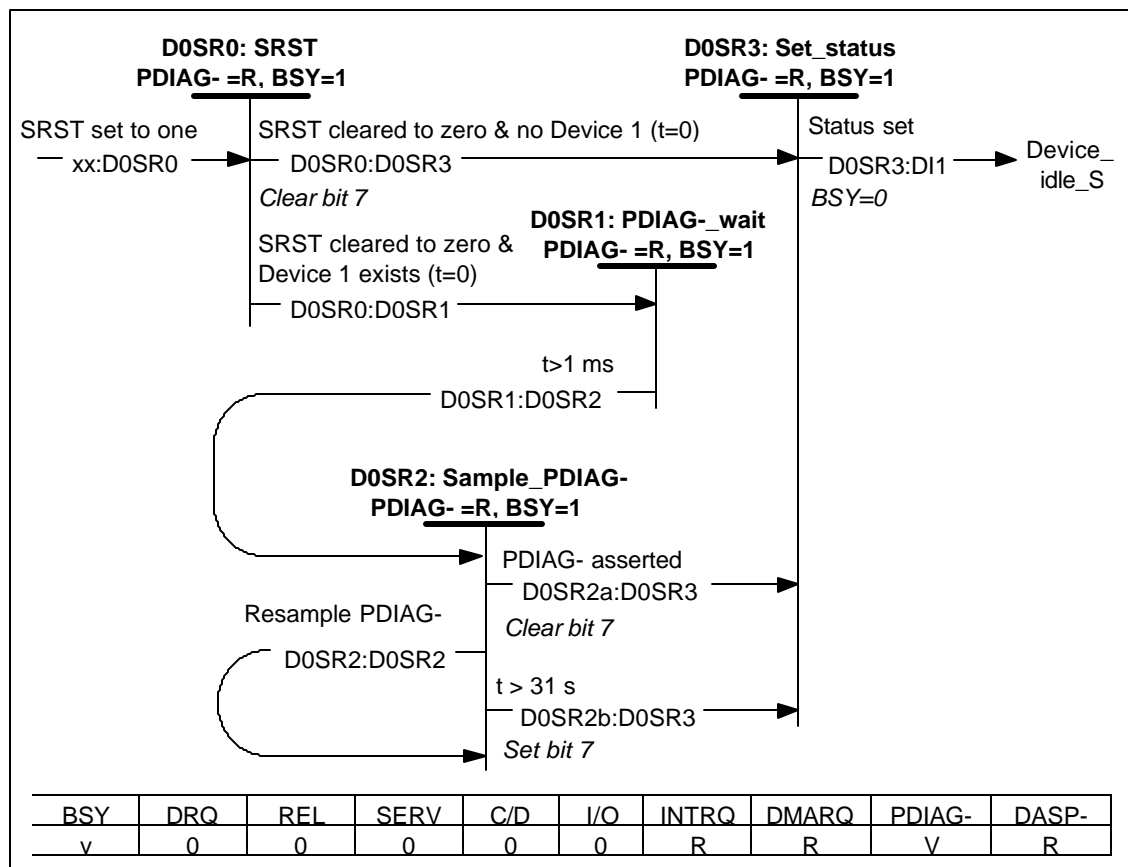 D0SR0: SRST
PDIAG- =R, BSY=1
D0SR3: Set_status
PDIAG- =R, BSY=1
SRST set to one
xx:D0SR0
SRST cleared to zero & no Device 1 (t=0)
D0SR0:D0SR3
Clear bit 7
Status set
D0SR3:DI1
BSY=0
Device_
idle_S
D0SR1: PDIAG-_wait
PDIAG- =R, BSY=1
SRST cleared to zero &
Device 1 exists (t=0)
D0SR0:D0SR1
t>1 ms
D0SR1:D0SR2
D0SR2: Sample_PDIAG-
PDIAG- =R, BSY=1
PDIAG- asserted
D0SR2a:D0SR3
Clear bit 7
Resample PDIAG-
D0SR2:D0SR2
t > 31 s
D0SR2b:D0SR3
Set bit 7
BSY DRQ REL SERV C/D I/O INTRQ DMARQ PDIAG- DASP-
v 0 0 0 0 0 R R V R